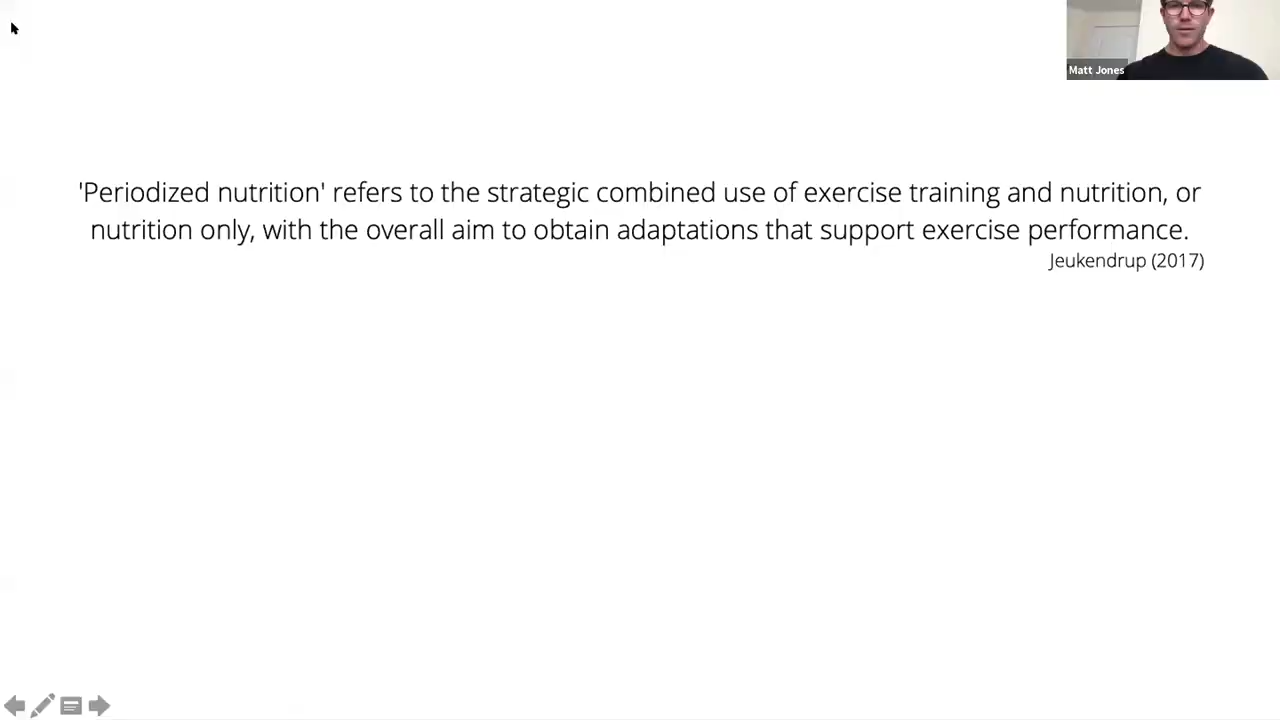 Matt Jones
'Periodized nutrition' refers to the strategic combined use of exercise training and nutrition, or
nutrition only, with the overall aim to obtain adaptations that support exercise performance.
Jeukendrup (2017)